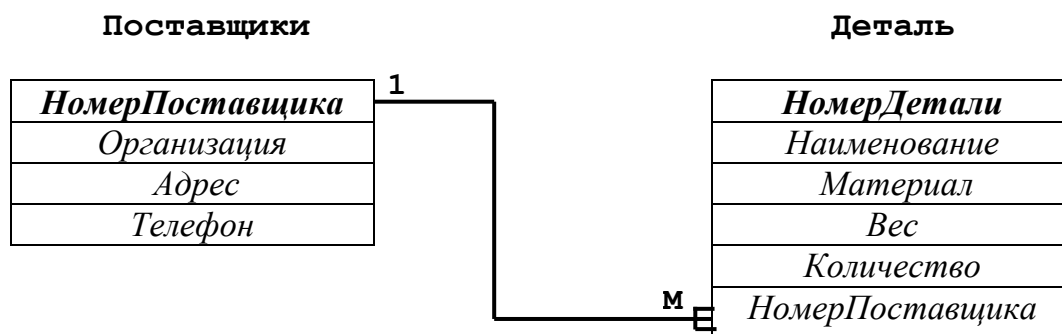 Поставщики
Деталь
НомерПоставщика
1
Организация
Адрес
Телефон
НомерДетали
Наименование
Материал
Вес
Количество
М
НомерПоставщика